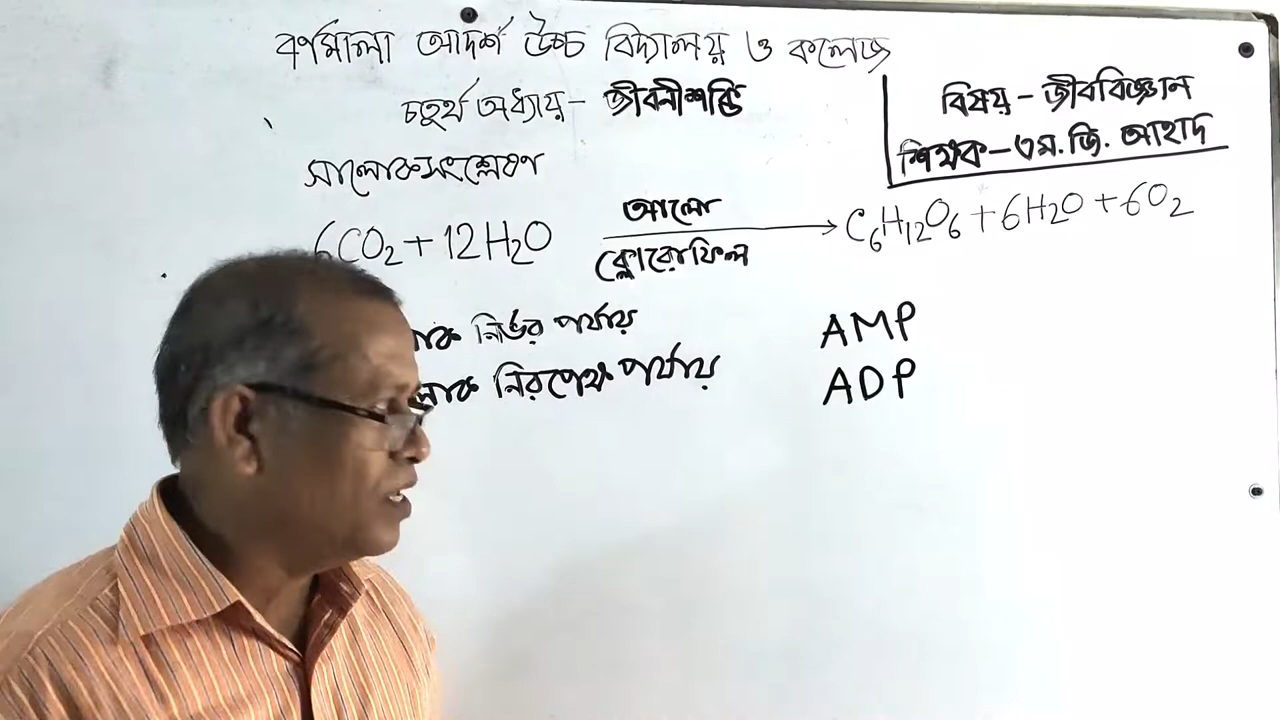 বর্ণমালা আদর্শ উচ্চ বিদ্যালয় ও কলেজ
চতুর্থ অধ্যায় - জীবনীশক্তি
বিষয় - জীববিজ্ঞান
শিক্ষক - এম. জি. আহাদ
সালোকসংশ্লেষণ
6CO₂ + 12H₂O আলো ক্লোরোফিল → C₆H₁₂O₆ + 6H₂O + 6O₂
নির্ভর পর্যায় AMP
নিরপেক্ষ পর্যায় ADP